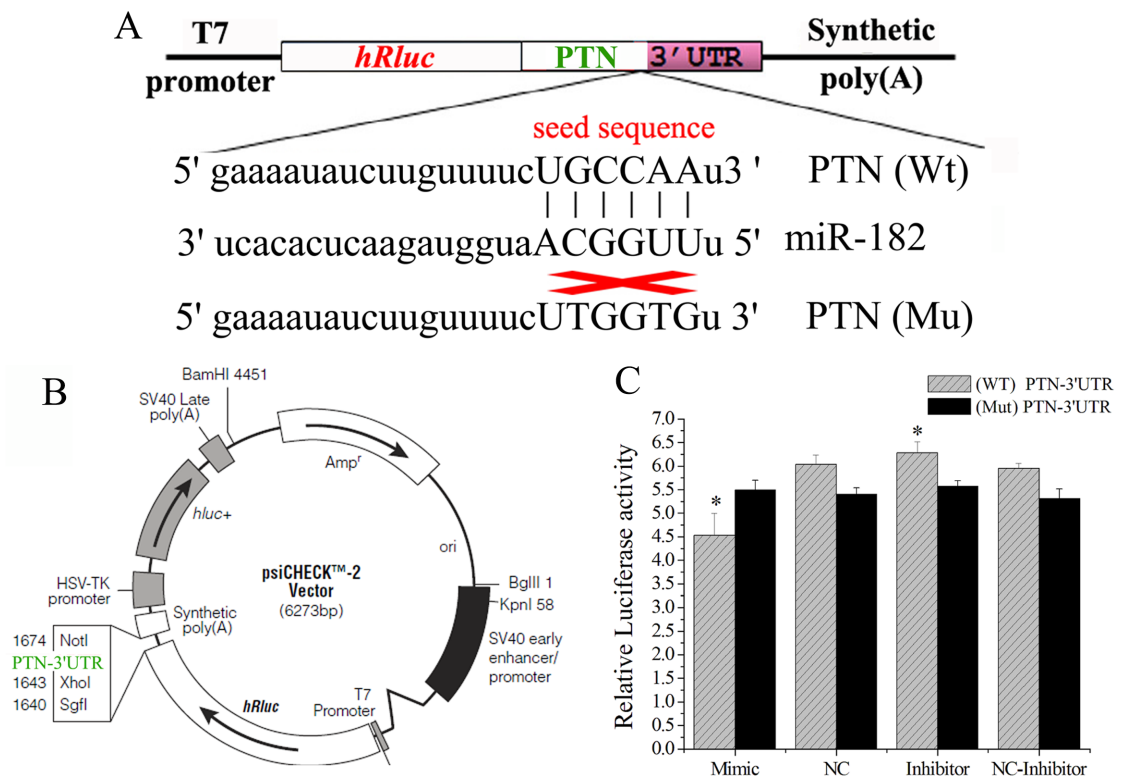 A
T7
promoter
hRluc
PTN
3'UTR
Synthetic
poly(A)
seed sequence
5' gaaaauaucuuguuuucUGCCAAu3 ' PTN (Wt)
3' ucacacucaagaugguaACGGUUu 5' miR-182
5' gaaaauaucuuguuuucUTGGTGu 3' PTN (Mu)
B
BamHI 4451
SV40 Late
poly(A)
Ampʳ
hluc+
ori
psiCHECK™-2
Vector
(6273bp)
HSV-TK
promoter
Synthetic
poly(A)
BglII 1
KpnI 58
SV40 early
enhancer/
promoter
1674 NotI
PTN-3'UTR
1643 XhoI
1640 SgfI
T7
Promoter
hRluc
C
(WT) PTN-3'UTR
(Mut) PTN-3'UTR
Relative Luciferase activity
7.0
6.5
6.0
5.5
5.0
4.5
4.0
3.5
3.0
2.5
2.0
1.5
1.0
0.5
0.0
*
*
Mimic NC Inhibitor NC-Inhibitor